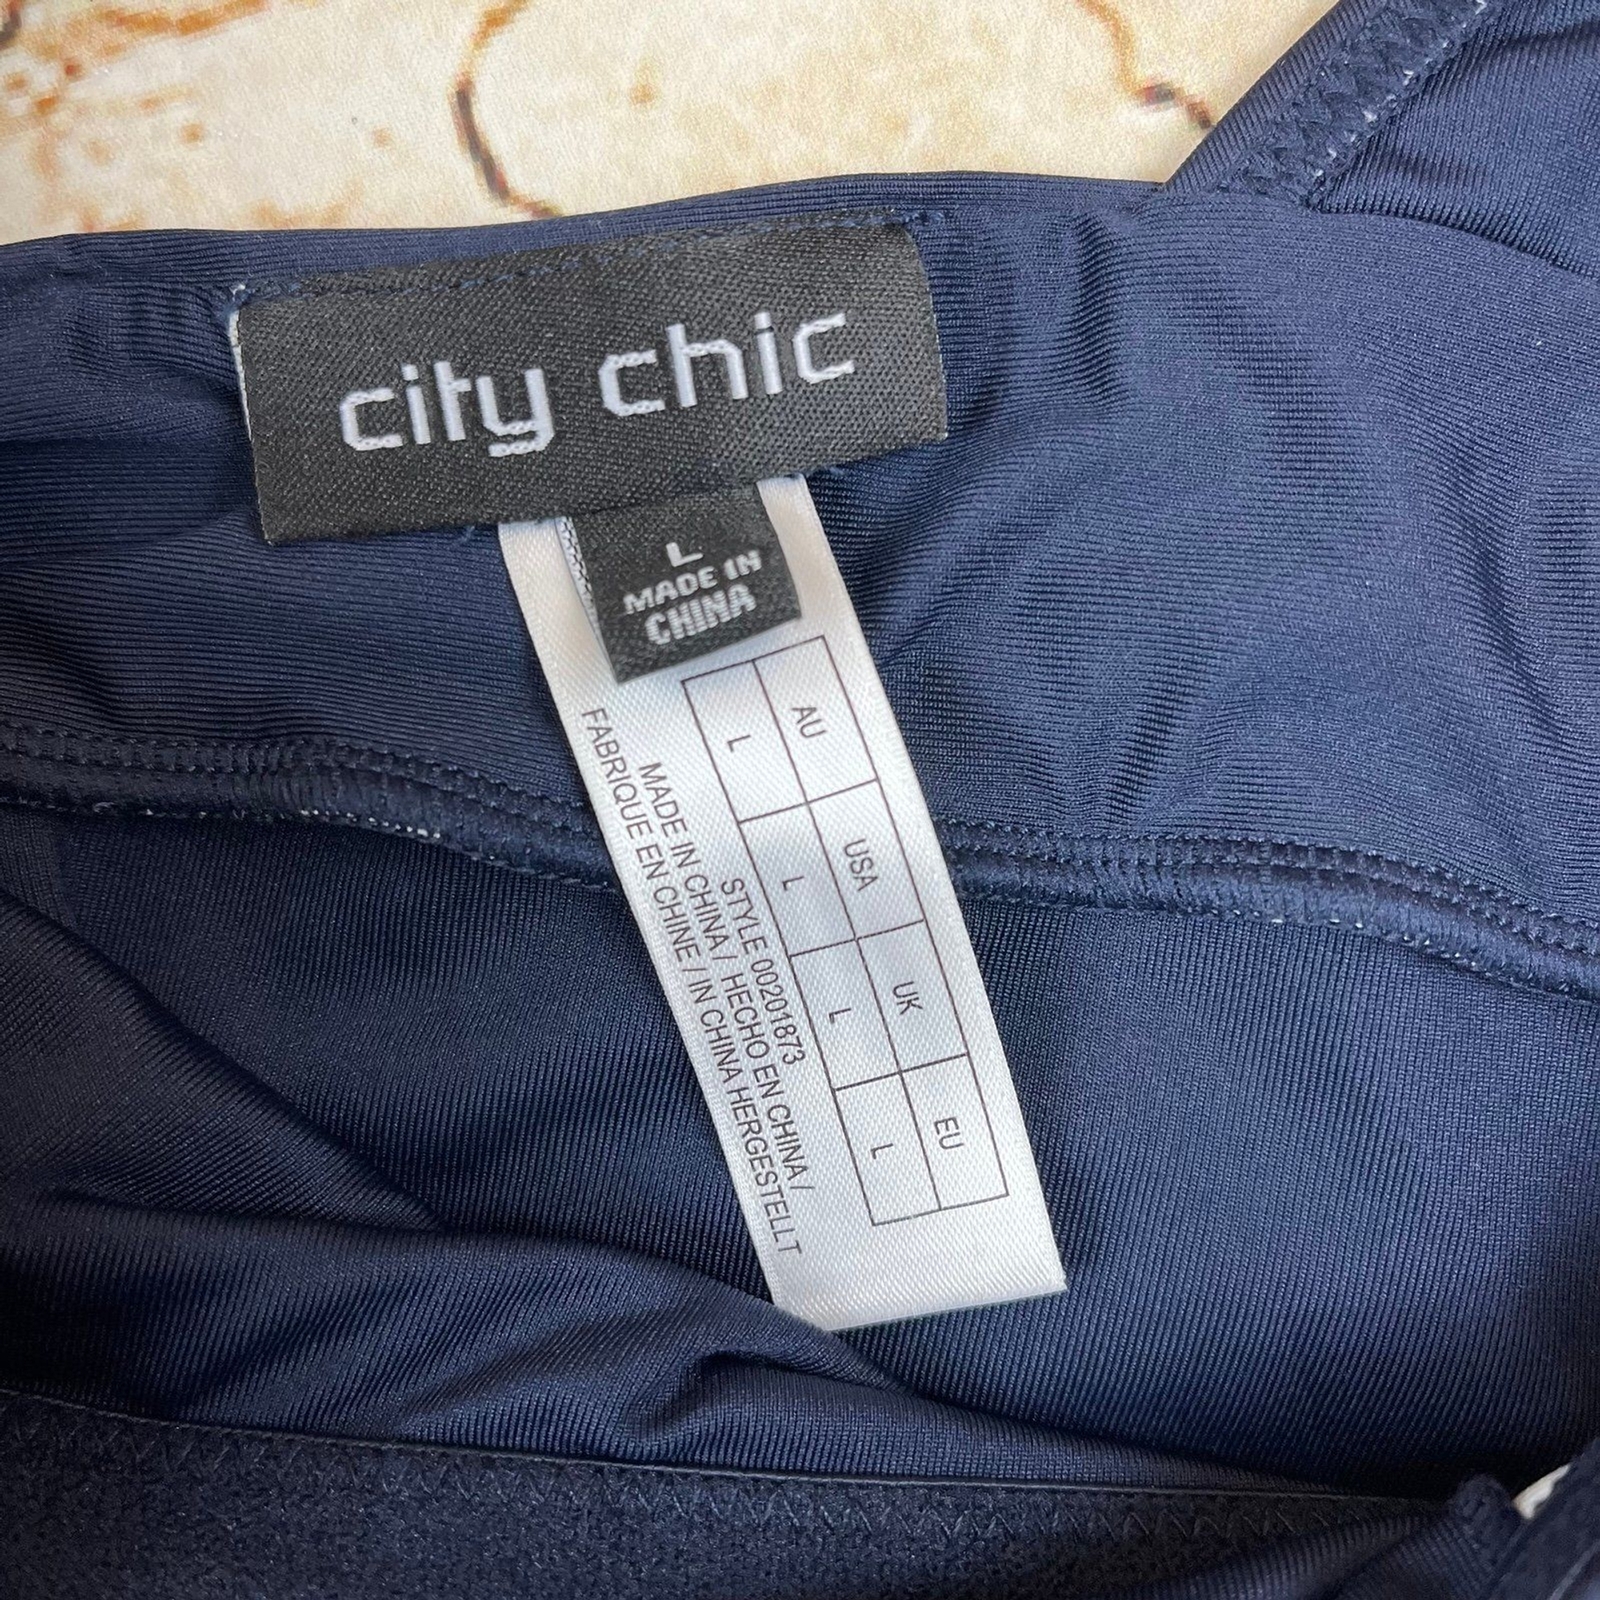 city chic
L
MADE IN
CHINA
AU USA UK EU
L L L L
STYLE 00201873
MADE IN CHINA / HECHO EN CHINA /
FABRIQUE EN CHINE / IN CHINA HERGESTELLT